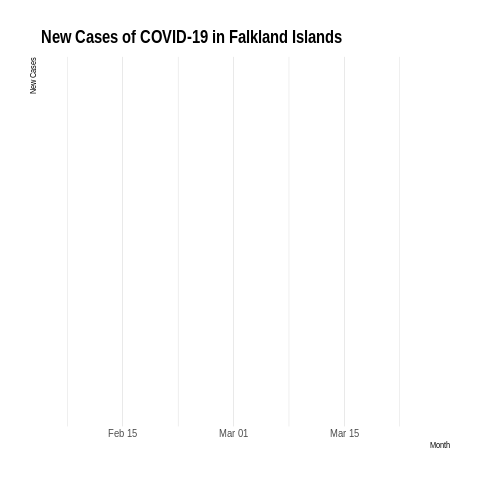 New Cases of COVID-19 in Falkland Islands
New Cases
Feb 15
Mar 01
Mar 15
Month